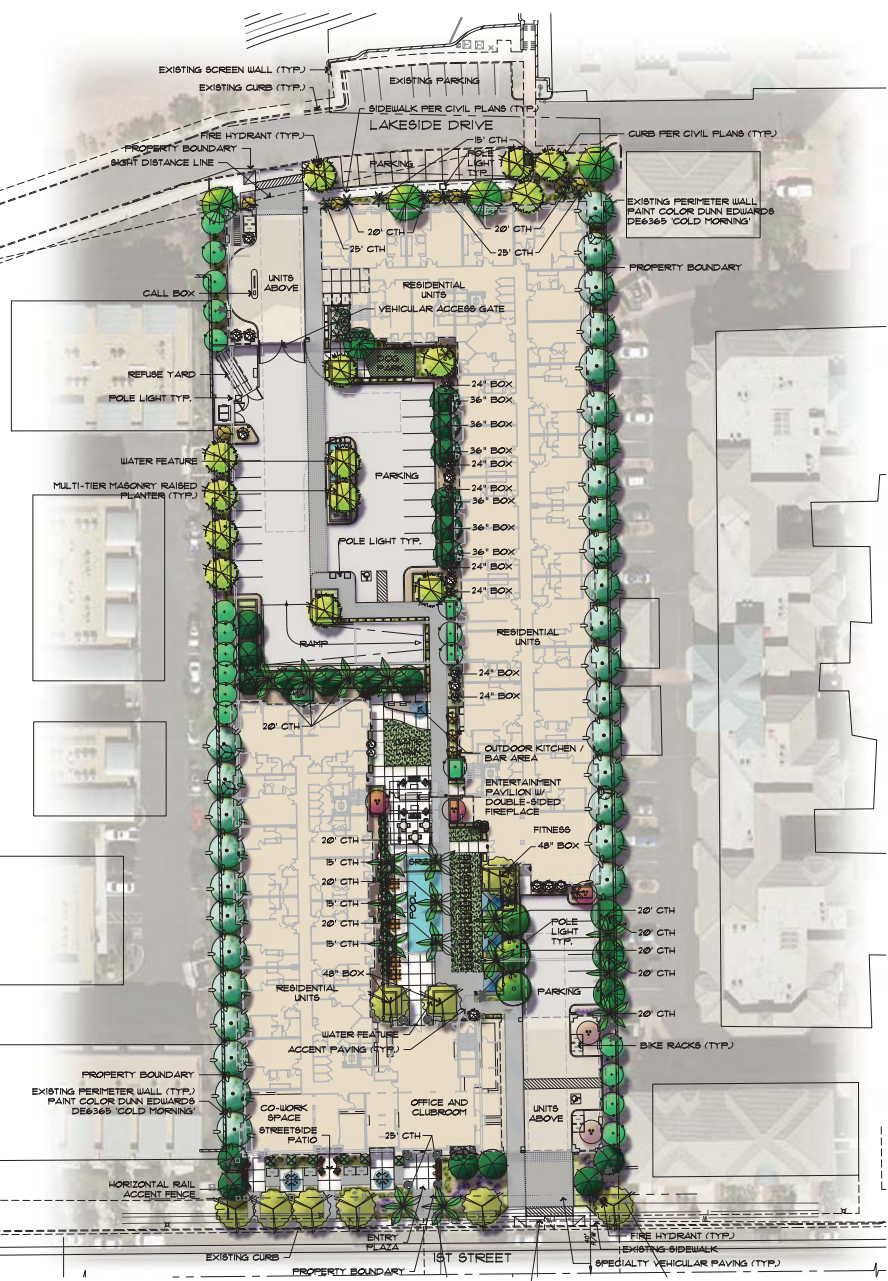 EXISTING SCREEN WALL (TYP.)
EXISTING CURB (TYP.)
EXISTING PARKING
SIDEWALK PER CIVIL PLANS (TYP.)
LAKESIDE DRIVE
FIRE HYDRANT (TYP.)
PROPERTY BOUNDARY
SIGHT DISTANCE LINE
PARKING
15' CTH
POLE
LIGHT
TYP.
CURB PER CIVIL PLANS (TYP.)
EXISTING PERIMETER WALL
PAINT COLOR DUNN EDWARDS
DE6365 'COLD MORNING'
20' CTH
25' CTH
20' CTH
25' CTH
PROPERTY BOUNDARY
UNITS
ABOVE
CALL BOX
RESIDENTIAL
UNITS
VEHICULAR ACCESS GATE
REFUSE YARD
POLE LIGHT TYP.
24" BOX
36" BOX
36" BOX
36" BOX
24" BOX
24" BOX
36" BOX
36" BOX
36" BOX
24" BOX
24" BOX
WATER FEATURE
MULTI-TIER MASONRY RAISED
PLANTER (TYP.)
PARKING
POLE LIGHT TYP.
RAMP
RESIDENTIAL
UNITS
24" BOX
24" BOX
20' CTH
OUTDOOR KITCHEN /
BAR AREA
ENTERTAINMENT
PAVILION W/
DOUBLE-SIDED
FIREPLACE
FITNESS
48" BOX
20' CTH
15' CTH
20' CTH
15' CTH
20' CTH
15' CTH
48" BOX
SPA
POOL
POLE
LIGHT
TYP.
PARKING
20' CTH
20' CTH
20' CTH
20' CTH
20' CTH
RESIDENTIAL
UNITS
WATER FEATURE
ACCENT PAVING (TYP.)
BIKE RACKS (TYP.)
PROPERTY BOUNDARY
EXISTING PERIMETER WALL (TYP.)
PAINT COLOR DUNN EDWARDS
DE6365 'COLD MORNING'
CO-WORK
SPACE
STREETSIDE
PATIO
OFFICE AND
CLUBROOM
25' CTH
UNITS
ABOVE
HORIZONTAL RAIL
ACCENT FENCE
ENTRY
PLAZA
EXISTING CURB
PROPERTY BOUNDARY
1ST STREET
FIRE HYDRANT (TYP.)
EXISTING SIDEWALK
SPECIALTY VEHICULAR PAVING (TYP.)